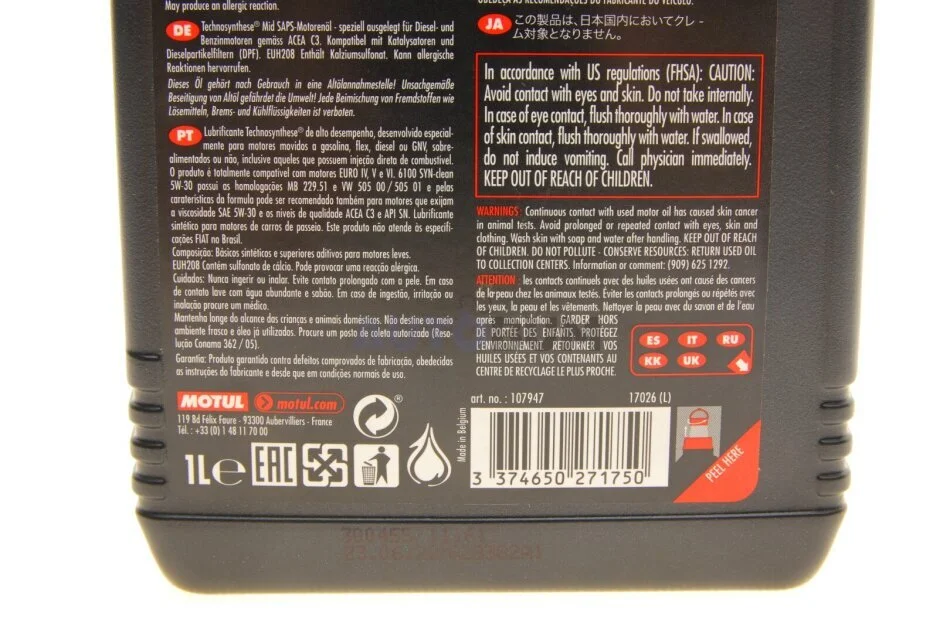 May produce an allergic reaction.
DE Technosynthese® Mid SAPS-Motorenöl - speziell ausgelegt für Diesel- und
Benzinmotoren gemäss ACEA C3. Kompatibel mit Katalysatoren und
Dieselpartikelfiltern (DPF). EUH208 Enthält Kalziumsulfonat. Kann allergische
Reaktionen hervorrufen.
Dieses Öl gehört nach Gebrauch in eine Altölannahmestelle! Unsachgemäße
Beseitigung von Altöl gefährdet die Umwelt! Jede Beimischung von Fremdstoffen wie
Lösemitteln, Brems- und Kühlflüssigkeiten ist verboten.
PT Lubrificante Technosynthese® de alto desempenho, desenvolvido especial-
mente para motores movidos a gasolina, flex, diesel ou GNV, sobre-
alimentados ou não, inclusive aqueles que possuem injeção direta de combustível.
O produto é totalmente compatível com motores EURO IV, V e VI. 6100 SYN-clean
5W-30 possui as homologações MB 229.51 e VW 505 00/505 01 e pelas
caraterísticas da formula pode ser recomendado também para motores que exijam
a viscosidade SAE 5W-30 e os níveis de qualidade ACEA C3 e API SN. Lubrificante
sintético para motores de carros de passeio. Este produto não atende às especifi-
cações FIAT no Brasil.
Composição: Básicos sintéticos e superiores aditivos para motores leves.
EUH208 Contém sulfonato de cálcio. Pode provocar uma reacção alérgica.
Cuidados: Nunca ingerir ou inalar. Evite contato prolongado com a pele. Em caso
de contato lave com água abundante e sabão. Em caso de ingestão, irritação ou
inalação procure um médico.
Mantenha longe do alcance das crianças e animais domésticos. Não destine ao meio
ambiente frasco e óleo já utilizados. Procure um posto de coleta autorizado (Reso-
lução Conama 362 / 05).
Garantia: Produto garantido contra defeitos comprovados de fabricação, obedecidas
as instruções do fabricante e desde que em condições normais de uso.
MOTUL motul.com
119 Bd Félix Faure - 93300 Aubervilliers - France
Tél. : +33 (0) 1 48 11 70 00
1L e EAC
OBEDEÇA AS RECOMENDAÇÕES DO FABRICANTE DO VEÍCULO.
JA この製品は、日本国内においてクレ -
ム対象となりません。
In accordance with US regulations (FHSA): CAUTION:
Avoid contact with eyes and skin. Do not take internally.
In case of eye contact, flush thoroughly with water. In case
of skin contact, flush thoroughly with water. If swallowed,
do not induce vomiting. Call physician immediately.
KEEP OUT OF REACH OF CHILDREN.
WARNINGS : Continuous contact with used motor oil has caused skin cancer
in animal tests. Avoid prolonged or repeated contact with eyes, skin and
clothing. Wash skin with soap and water after handling. KEEP OUT OF REACH
OF CHILDREN. DO NOT POLLUTE - CONSERVE RESOURCES: RETURN USED OIL
TO COLLECTION CENTERS. Information or comment: (909) 625 1292.
ATTENTION : les contacts continuels avec des huiles usées ont causé des cancers
de la peau chez les animaux testés. Éviter les contacts prolongés ou répétés avec
les yeux, la peau et les vêtements. Nettoyer la peau avec du savon et de l'eau
après manipulation. GARDER HORS
DE PORTÉE DES ENFANTS. PROTÉGEZ
L'ENVIRONNEMENT. RETOURNER VOS
HUILES USÉES ET VOS CONTENANTS AU
CENTRE DE RECYCLAGE LE PLUS PROCHE.
ES IT RU
KK UK
art. no. : 107947 17026 (L)
Made in Belgium
3 374650 271750
PEEL HERE